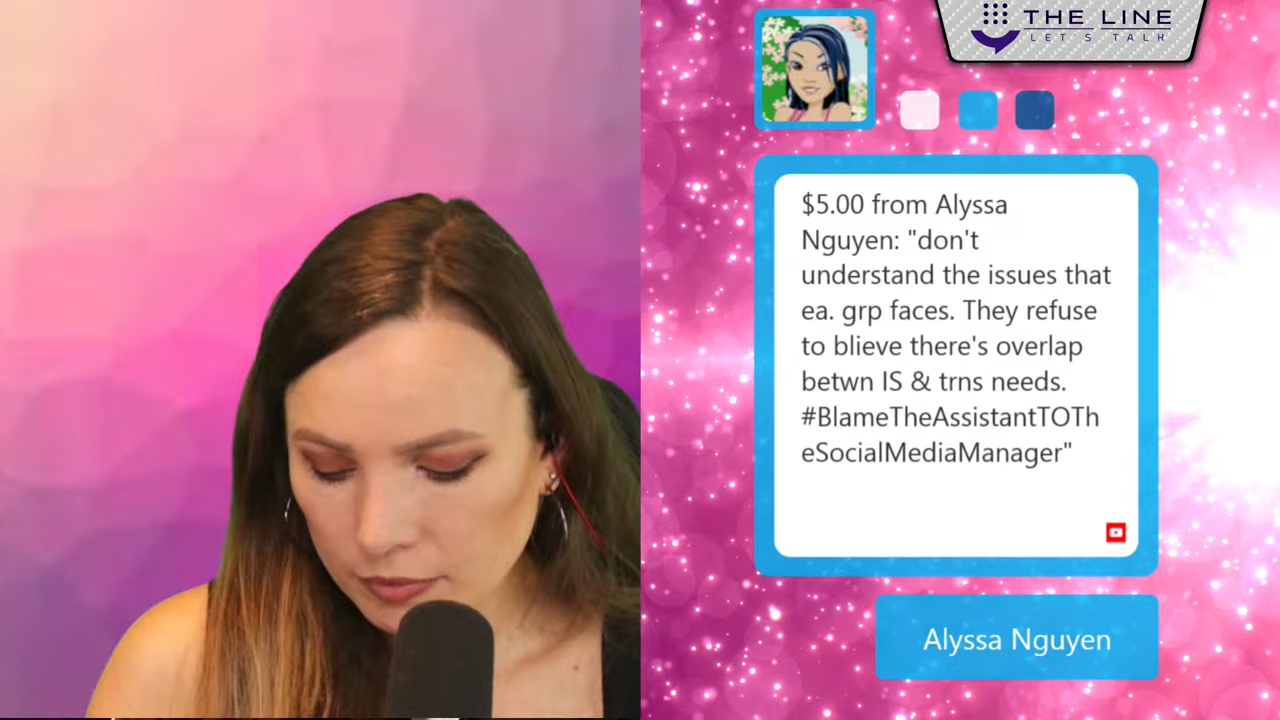 THE LINE
LET'S TALK
$5.00 from Alyssa
Nguyen: "don't
understand the issues that
ea. grp faces. They refuse
to blieve there's overlap
betwn IS & trns needs.
#BlameTheAssistantTOTh
eSocialMediaManager"
Alyssa Nguyen